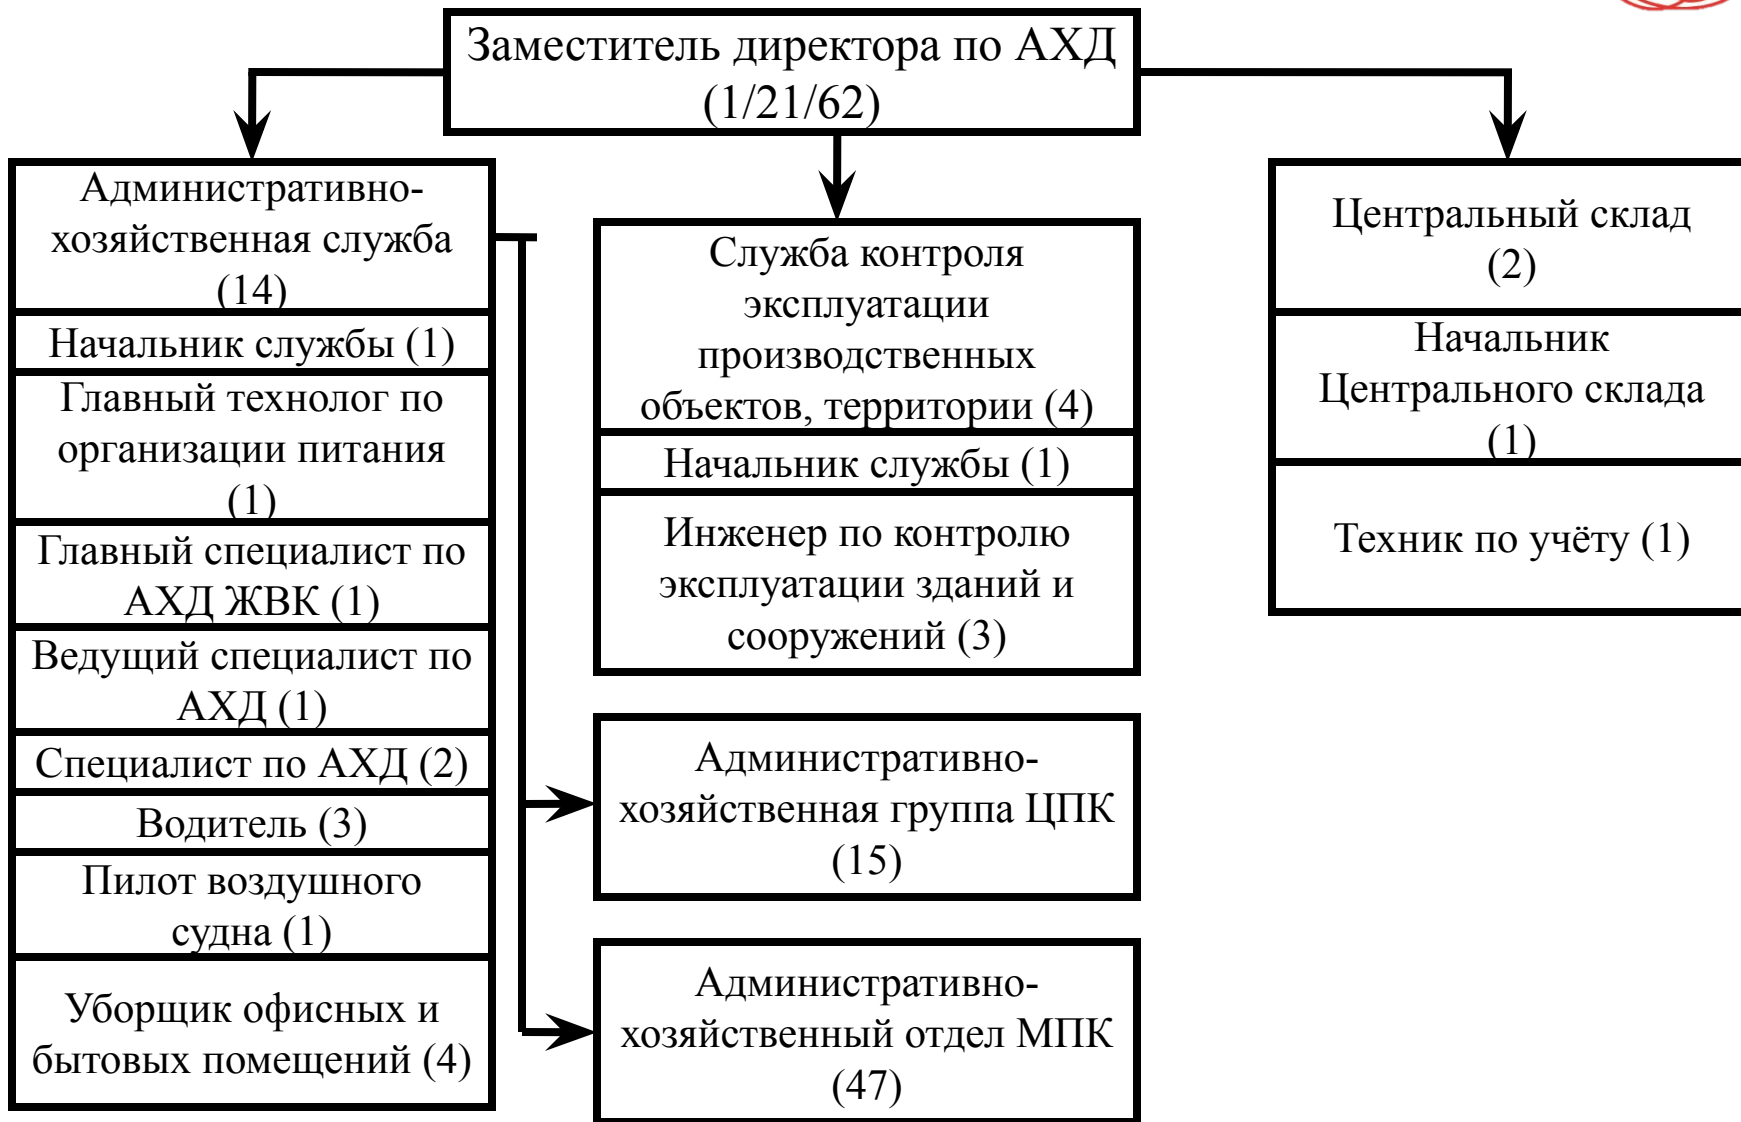 Заместитель директора по АХД
(1/21/62)
Административно-
хозяйственная служба
(14)
Начальник службы (1)
Главный технолог по
организации питания
(1)
Главный специалист по
АХД ЖВК (1)
Ведущий специалист по
АХД (1)
Специалист по АХД (2)
Водитель (3)
Пилот воздушного
судна (1)
Уборщик офисных и
бытовых помещений (4)
Служба контроля
эксплуатации
производственных
объектов, территории (4)
Начальник службы (1)
Инженер по контролю
эксплуатации зданий и
сооружений (3)
Административно-
хозяйственная группа ЦПК
(15)
Административно-
хозяйственный отдел МПК
(47)
Центральный склад
(2)
Начальник
Центрального склада
(1)
Техник по учёту (1)